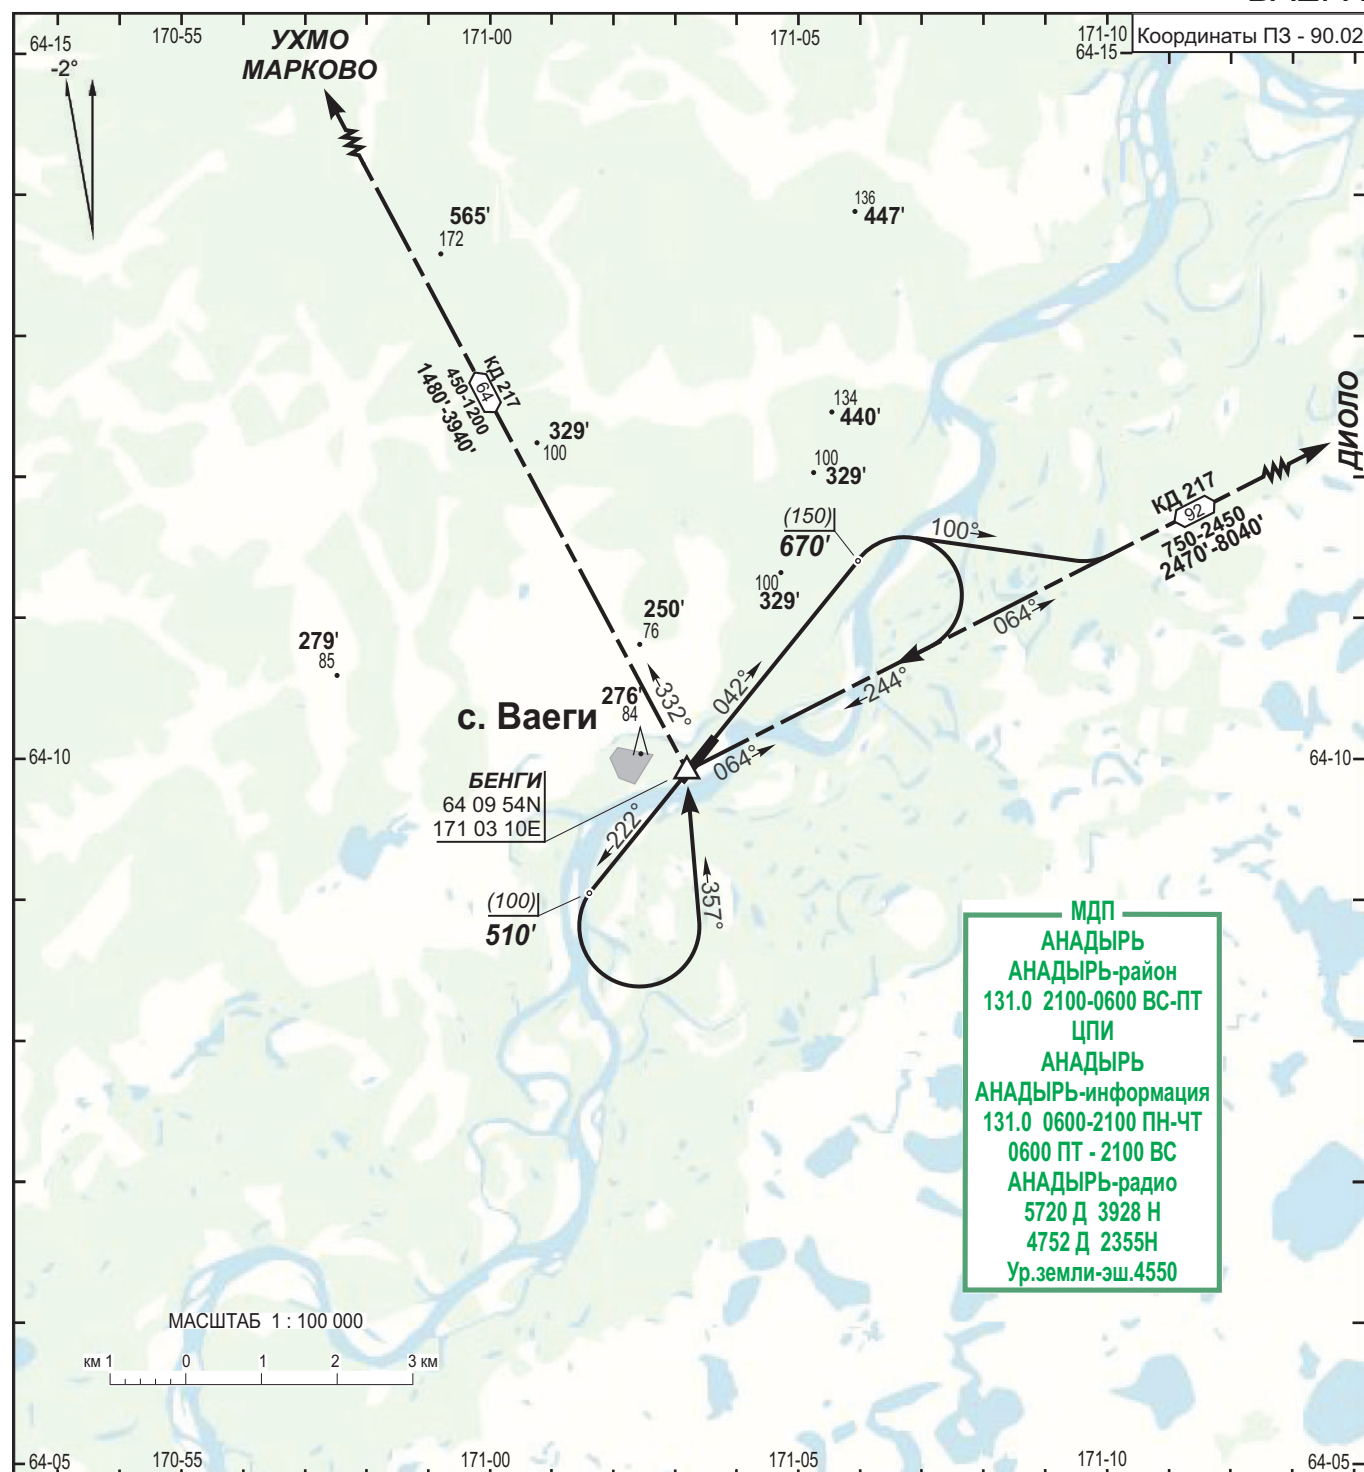 Координаты ПЗ - 90.02
64-15
170-55
171-00
171-05
171-10
64-15
-2°
УХМО
МАРКОВО
565'
172
136
447'
КД 217
64
450-1200
1480'-3940'
329'
100
134
440'
100
329'
ДИОЛО
КД 217
92
750-2450
2470'-8040'
(150)
670'
100°
100
329'
064°
250'
76
279'
85
332°
042°
244°
276'
84
с. Ваеги
064°
64-10
64-10
БЕНГИ
64 09 54N
171 03 10E
222°
357°
(100)
510'
МДП
АНАДЫРЬ
АНАДЫРЬ-район
131.0 2100-0600 ВС-ПТ
ЦПИ
АНАДЫРЬ
АНАДЫРЬ-информация
131.0 0600-2100 ПН-ЧТ
0600 ПТ - 2100 ВС
АНАДЫРЬ-радио
5720 Д 3928 Н
4752 Д 2355Н
Ур.земли-эш.4550
МАСШТАБ 1 : 100 000
км 1 0 1 2 3 км
64-05
170-55
171-00
171-05
171-10
64-05